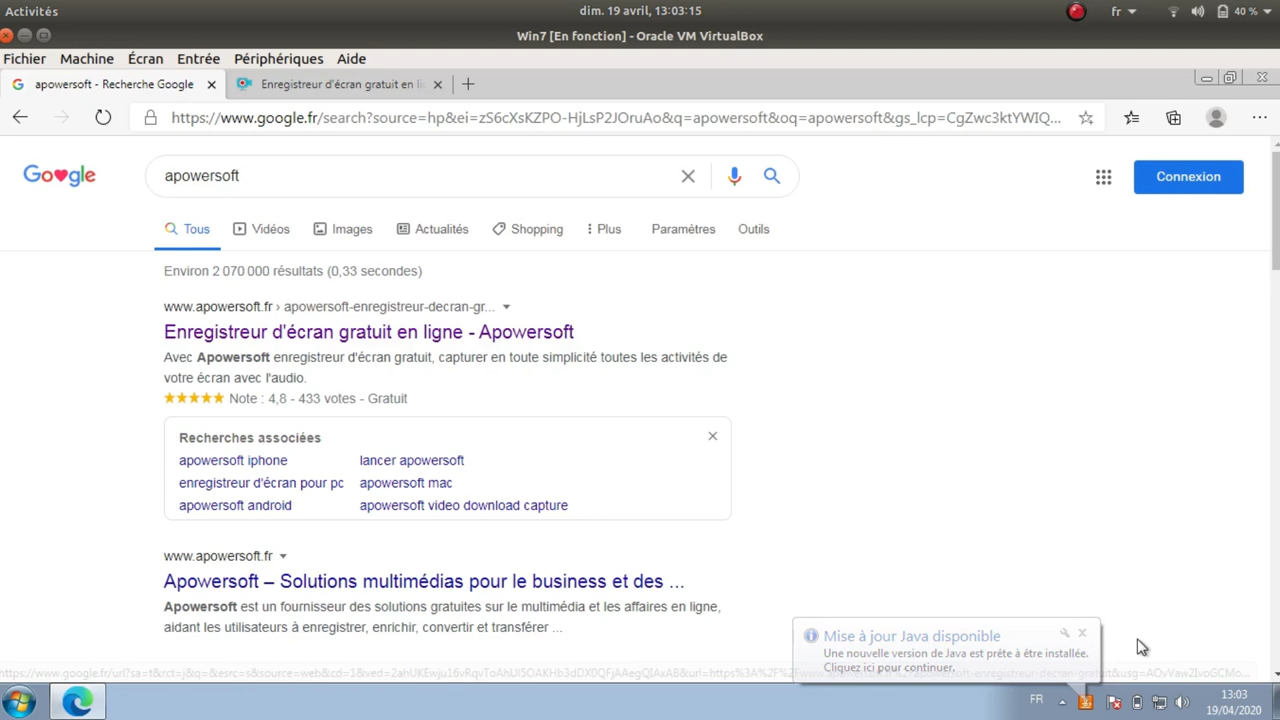 Activités
dim. 19 avril, 13:03:15
fr
40 %
Win7 [En fonction] - Oracle VM VirtualBox
Fichier Machine Écran Entrée Périphériques Aide
apowersoft - Recherche Google
Enregistreur d'écran gratuit en li
https://www.google.fr/search?source=hp&ei=zS6cXsKZPO-HjLsP2JOruAo&q=apowersoft&oq=apowersoft&gs_lcp=CgZwc3ktYWIQ...
Google
apowersoft
Connexion
Tous Vidéos Images Actualités Shopping Plus Paramètres Outils
Environ 2 070 000 résultats (0,33 secondes)
www.apowersoft.fr › apowersoft-enregistreur-decran-gr...
Enregistreur d'écran gratuit en ligne - Apowersoft
Avec Apowersoft enregistreur d'écran gratuit, capturer en toute simplicité toutes les activités de
votre écran avec l'audio.
Note : 4,8 - 433 votes - Gratuit
Recherches associées
apowersoft iphone
lancer apowersoft
enregistreur d'écran pour pc
apowersoft mac
apowersoft android
apowersoft video download capture
www.apowersoft.fr
Apowersoft – Solutions multimédias pour le business et des ...
Apowersoft est un fournisseur des solutions gratuites sur le multimédia et les affaires en ligne,
aidant les utilisateurs à enregistrer, enrichir, convertir et transférer ...
Mise à jour Java disponible
Une nouvelle version de Java est prête à être installée.
Cliquez ici pour continuer.
FR
13:03
19/04/2020